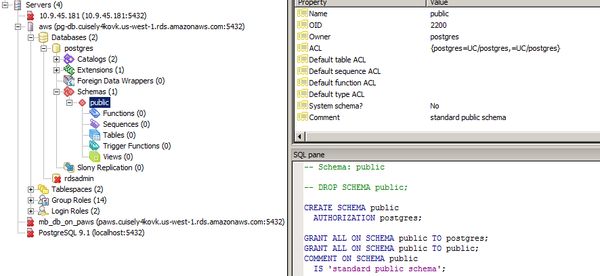 Servers (4)
10.9.45.181 (10.9.45.181:5432)
aws (pg-db.cuisely4kovk.us-west-1.rds.amazonaws.com:5432)
Databases (2)
postgres
Catalogs (2)
Extensions (1)
Foreign Data Wrappers (0)
Schemas (1)
public
Functions (0)
Sequences (0)
Tables (0)
Trigger Functions (0)
Views (0)
Slony Replication (0)
rdsadmin
Tablespaces (2)
Group Roles (14)
Login Roles (2)
mb_db_on_paws (paws.cuisely4kovk.us-west-1.rds.amazonaws.com:5432)
PostgreSQL 9.1 (localhost:5432)
Property Value
Name public
OID 2200
Owner postgres
ACL {postgres=UC/postgres,=UC/postgres}
Default table ACL
Default sequence ACL
Default function ACL
Default type ACL
System schema? No
Comment standard public schema
SQL pane
-- Schema: public
-- DROP SCHEMA public;
CREATE SCHEMA public
AUTHORIZATION postgres;
GRANT ALL ON SCHEMA public TO postgres;
GRANT ALL ON SCHEMA public TO public;
COMMENT ON SCHEMA public
IS 'standard public schema';